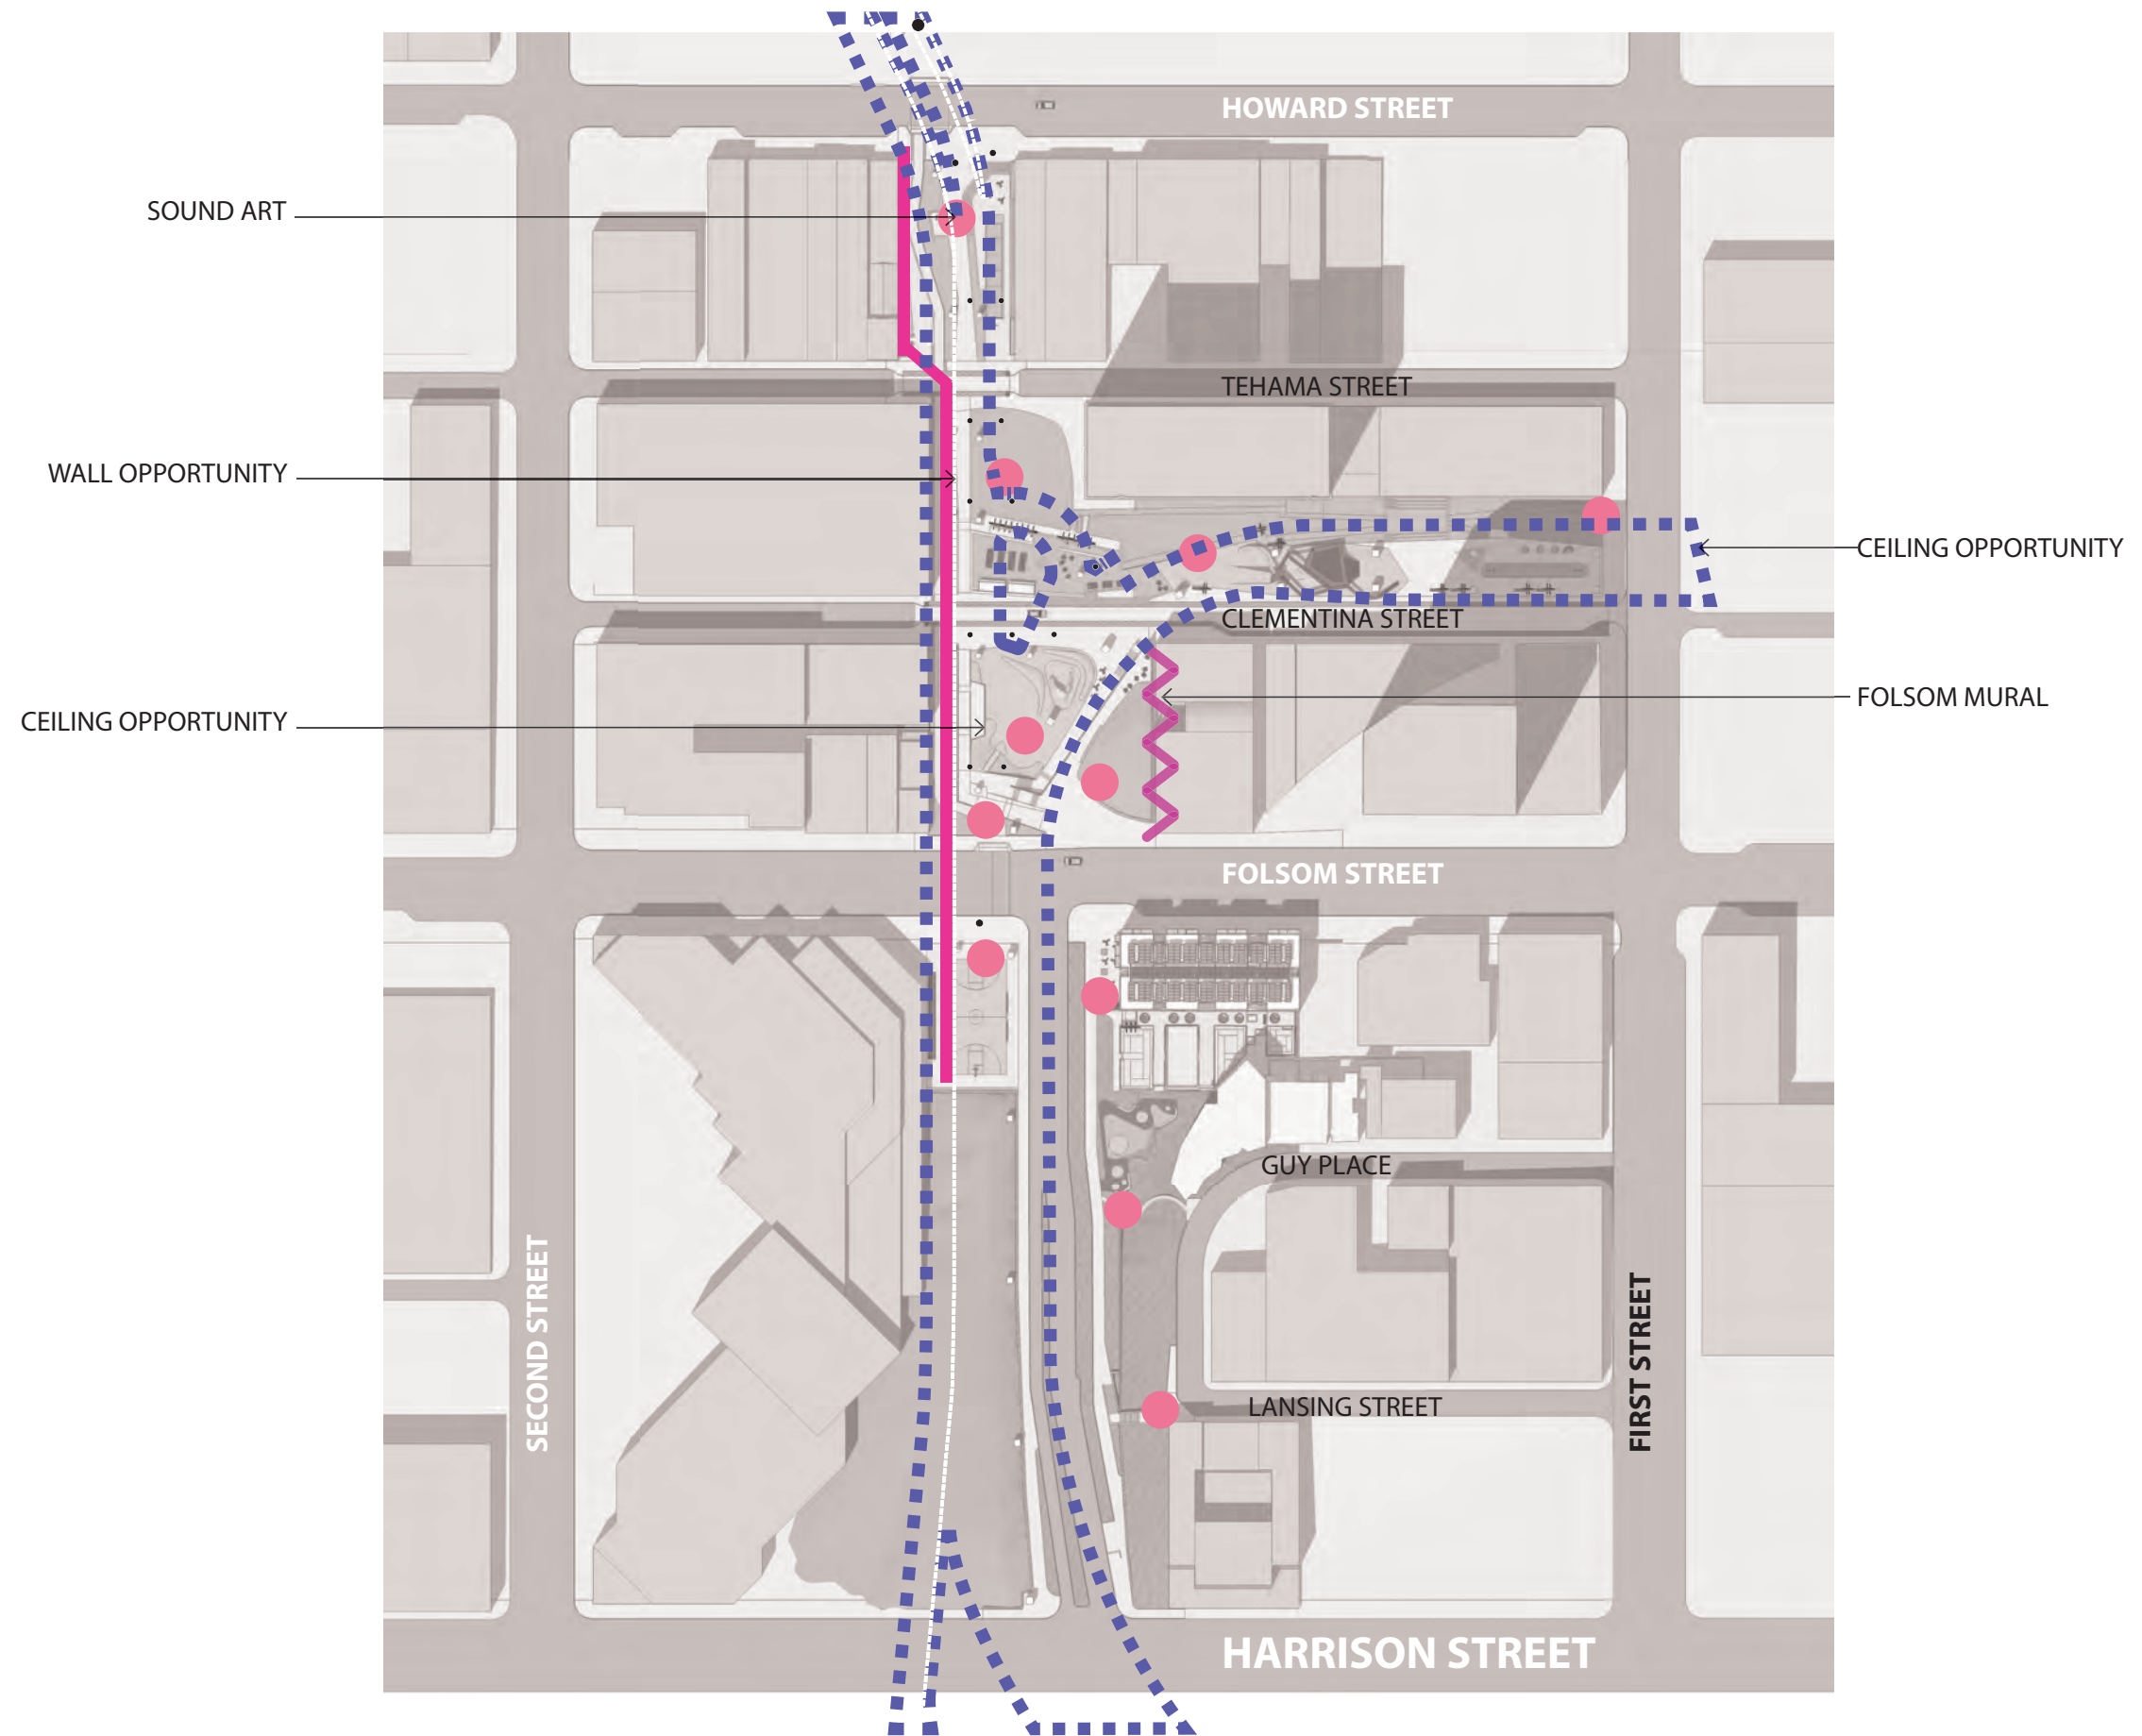 HOWARD STREET
SOUND ART
TEHAMA STREET
WALL OPPORTUNITY
CEILING OPPORTUNITY
CLEMENTINA STREET
FOLSOM MURAL
CEILING OPPORTUNITY
FOLSOM STREET
GUY PLACE
SECOND STREET
FIRST STREET
LANSING STREET
HARRISON STREET